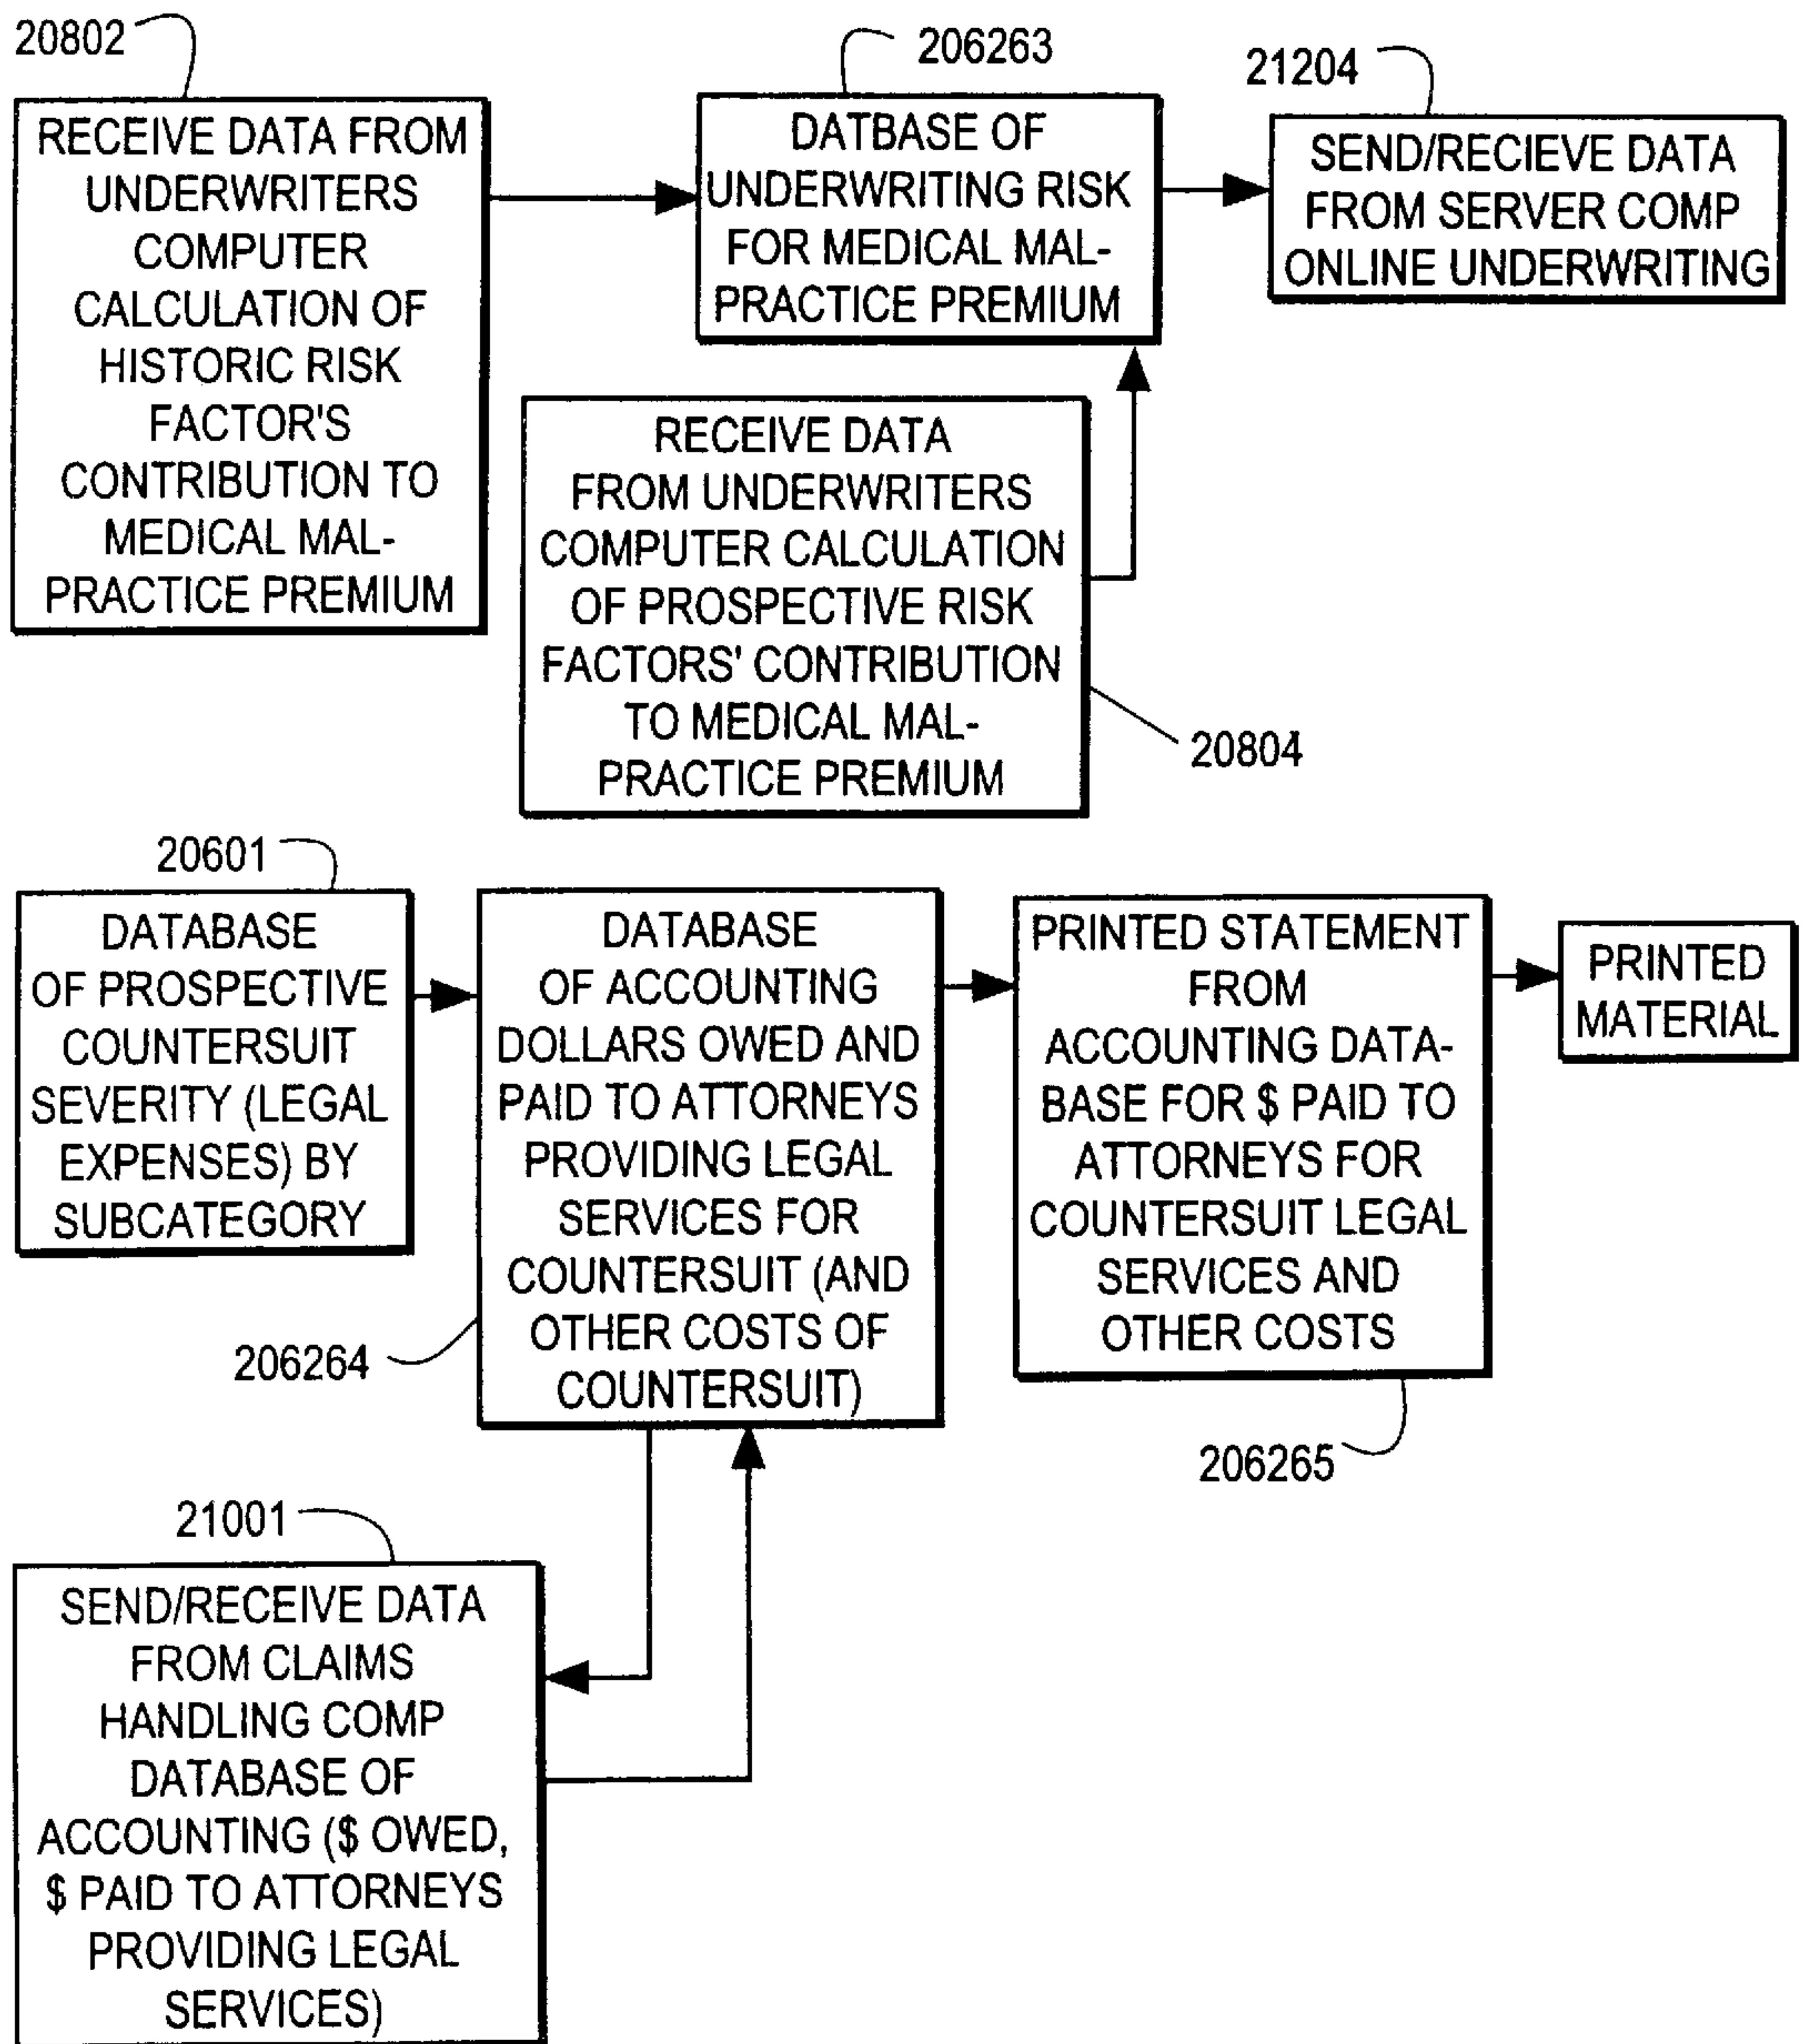 20802
RECEIVE DATA FROM
UNDERWRITERS
COMPUTER
CALCULATION OF
HISTORIC RISK
FACTOR'S
CONTRIBUTION TO
MEDICAL MAL-
PRACTICE PREMIUM
206263
DATBASE OF
UNDERWRITING RISK
FOR MEDICAL MAL-
PRACTICE PREMIUM
21204
SEND/RECIEVE DATA
FROM SERVER COMP
ONLINE UNDERWRITING
RECEIVE DATA
FROM UNDERWRITERS
COMPUTER CALCULATION
OF PROSPECTIVE RISK
FACTORS' CONTRIBUTION
TO MEDICAL MAL-
PRACTICE PREMIUM
20804
20601
DATABASE
OF PROSPECTIVE
COUNTERSUIT
SEVERITY (LEGAL
EXPENSES) BY
SUBCATEGORY
DATABASE
OF ACCOUNTING
DOLLARS OWED AND
PAID TO ATTORNEYS
PROVIDING LEGAL
SERVICES FOR
COUNTERSUIT (AND
OTHER COSTS OF
COUNTERSUIT)
206264
PRINTED STATEMENT
FROM
ACCOUNTING DATA-
BASE FOR $ PAID TO
ATTORNEYS FOR
COUNTERSUIT LEGAL
SERVICES AND
OTHER COSTS
206265
PRINTED
MATERIAL
21001
SEND/RECEIVE DATA
FROM CLAIMS
HANDLING COMP
DATABASE OF
ACCOUNTING ($ OWED,
$ PAID TO ATTORNEYS
PROVIDING LEGAL
SERVICES)